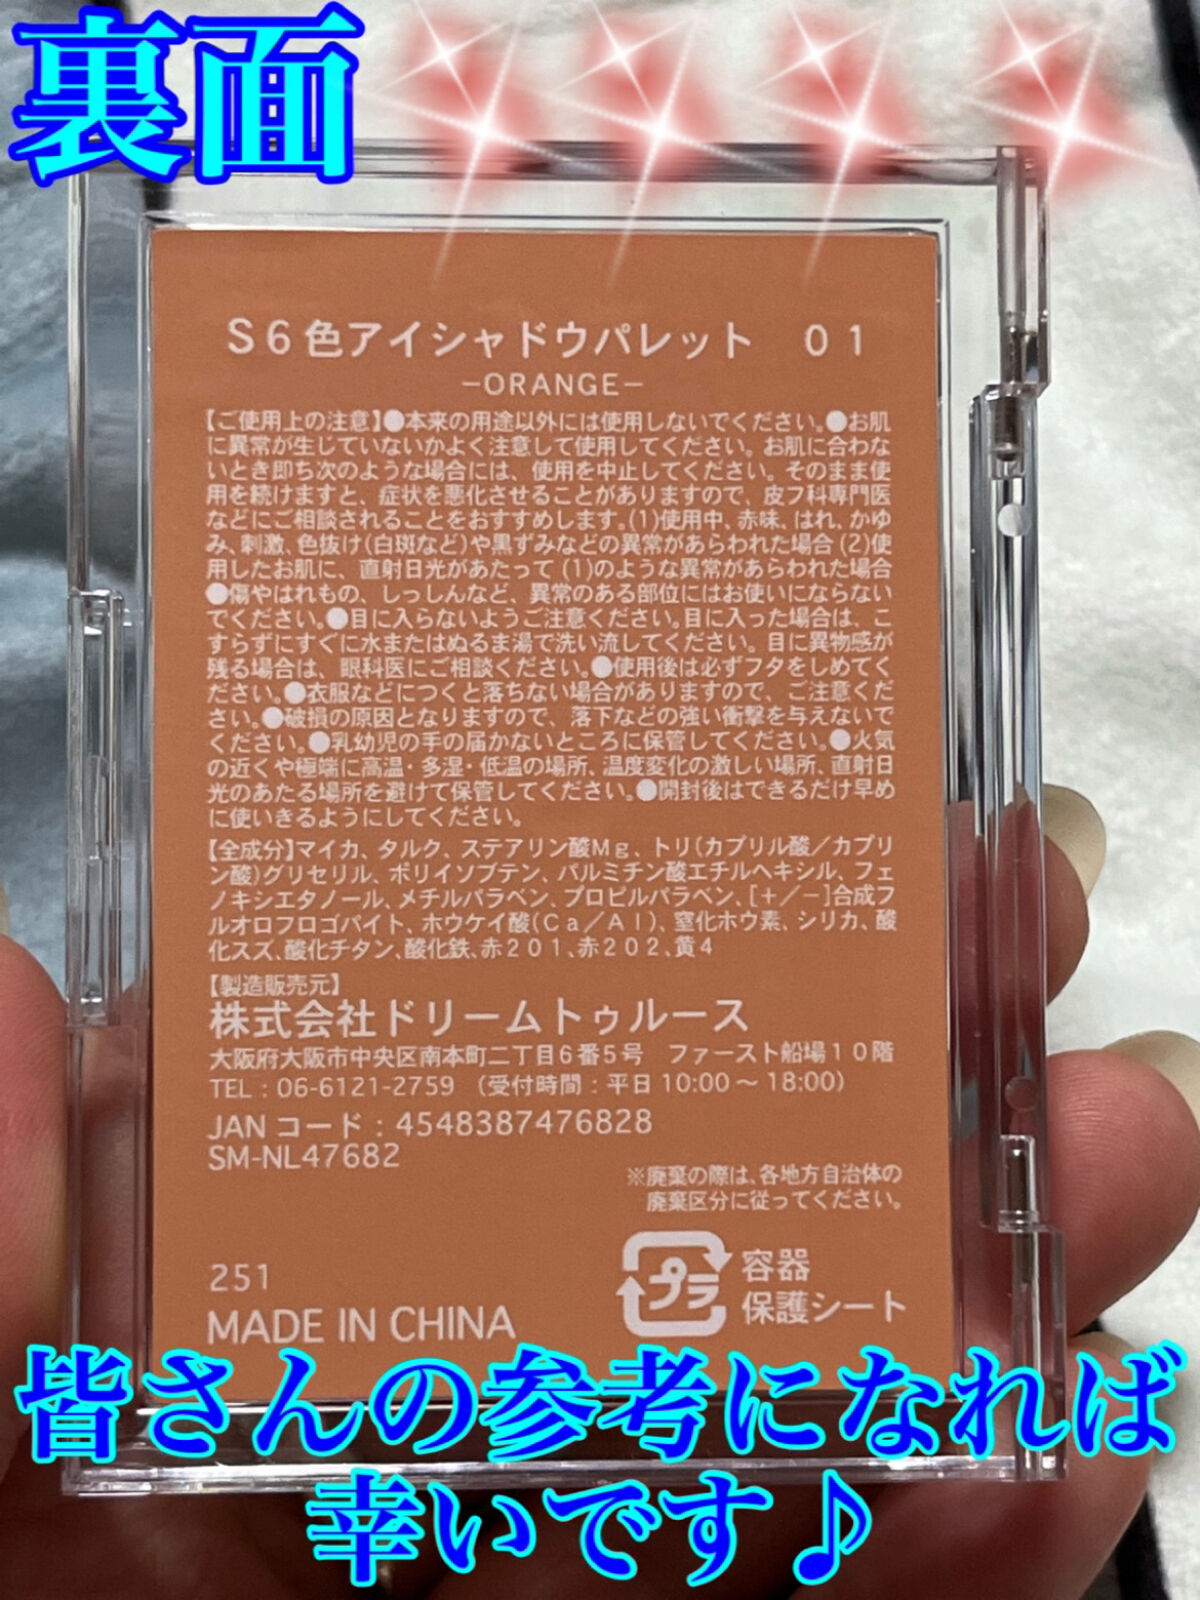 裏面
S6色アイシャドウパレット　01
−ORANGE−
【ご使用上の注意】●本来の用途以外には使用しないでください。●お肌
に異常が生じていないかよく注意して使用してください。お肌に合わな
いとき即ち次のような場合には、使用を中止してください。そのまま使
用を続けますと、症状を悪化させることがありますので、皮フ科専門医
などにご相談されることをおすすめします。(1)使用中、赤味、はれ、かゆ
み、刺激、色抜け(白斑など)や黒ずみなどの異常があらわれた場合(2)使
用したお肌に、直射日光があたって(1)のような異常があらわれた場合
●傷やはれもの、しっしんなど、異常のある部位にはお使いにならない
でください。●目に入らないようご注意ください。目に入った場合は、こ
すらずにすぐに水またはぬるま湯で洗い流してください。目に異物感が
残る場合は、眼科医にご相談ください。●使用後は必ずフタをしめてく
ださい。●衣服などにつくと落ちない場合がありますので、ご注意くだ
さい。●破損の原因となりますので、落下などの強い衝撃を与えないで
ください。●乳幼児の手の届かないところに保管してください。●火気
の近くや極端に高温・多湿・低温の場所、温度変化の激しい場所、直射日
光のあたる場所を避けて保管してください。●開封後はできるだけ早め
に使いきるようにしてください。
【全成分】マイカ、タルク、ステアリン酸Mg、トリ(カプリル酸／カプリ
ン酸)グリセリル、ポリイソブテン、パルミチン酸エチルヘキシル、フェ
ノキシエタノール、メチルパラベン、プロピルパラベン、[＋／−]合成フ
ルオロフロゴパイト、ホウケイ酸(Ca／Al)、窒化ホウ素、シリカ、酸
化スズ、酸化チタン、酸化鉄、赤201、赤202、黄4
【製造販売元】
株式会社ドリームトゥルース
大阪府大阪市中央区南本町二丁目6番5号　ファースト船場10階
TEL：06-6121-2759（受付時間：平日10:00～18:00）
JANコード：4548387476828
SM-NL47682
※廃棄の際は、各地方自治体の
廃棄区分に従ってください。
プラ
容器
保護シート
251
MADE IN CHINA
皆さんの参考になれば
幸いです♪